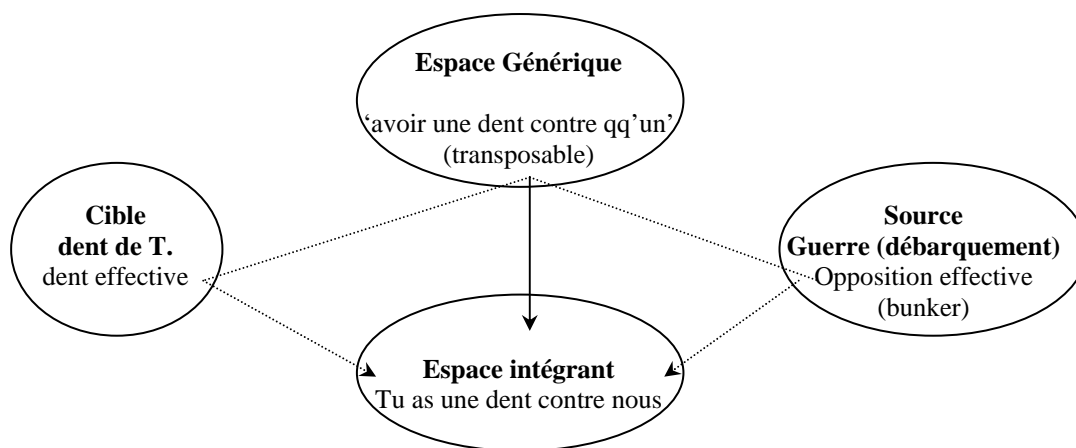 Espace Générique
‘avoir une dent contre qq’un’
(transposable)
Cible
dent de T.
dent effective
Source
Guerre (débarquement)
Opposition effective
(bunker)
Espace intégrant
Tu as une dent contre nous